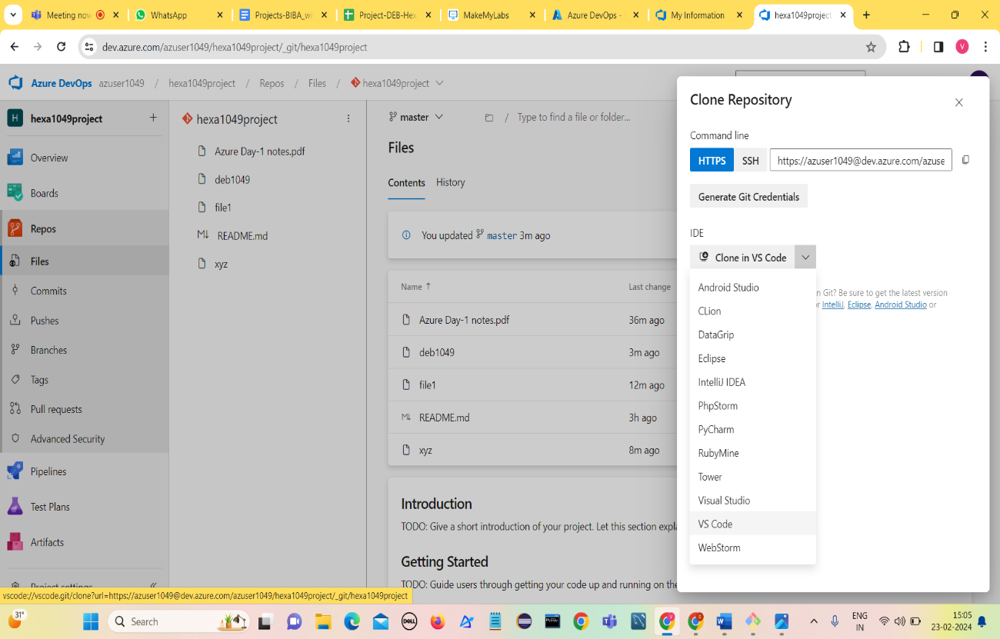 Meeting now
WhatsApp
Projects-BIBA_wi
Project-DEB-Hex
MakeMyLabs
Azure DevOps -
My Information
hexa1049project
dev.azure.com/azuser1049/hexa1049project/_git/hexa1049project
V
Azure DevOps azuser1049 / hexa1049project / Repos / Files / hexa1049project
H hexa1049project +
Overview
Boards
Repos
Files
Commits
Pushes
Branches
Tags
Pull requests
Advanced Security
Pipelines
Test Plans
Artifacts
Project settings
hexa1049project
Azure Day-1 notes.pdf
deb1049
file1
M↓ README.md
xyz
master
/ Type to find a file or folder...
Files
Contents History
You updated master 3m ago
Name ↑ Last change
Azure Day-1 notes.pdf 36m ago
deb1049 3m ago
file1 12m ago
M↓ README.md 3h ago
xyz 8m ago
Introduction
TODO: Give a short introduction of your project. Let this section expla
Getting Started
TODO: Guide users through getting your code up and running on the
Clone Repository
Command line
HTTPS SSH https://azuser1049@dev.azure.com/azuse
Generate Git Credentials
IDE
Clone in VS Code
n Git? Be sure to get the latest version
r IntelliJ, Eclipse, Android Studio or
Android Studio
CLion
DataGrip
Eclipse
IntelliJ IDEA
PhpStorm
PyCharm
RubyMine
Tower
Visual Studio
VS Code
WebStorm
vscode://vscode.git/clone?url=https://azuser1049@dev.azure.com/azuser1049/hexa1049project/_git/hexa1049project
31°
Search
DELL
ENG
IN
15:05
23-02-2024